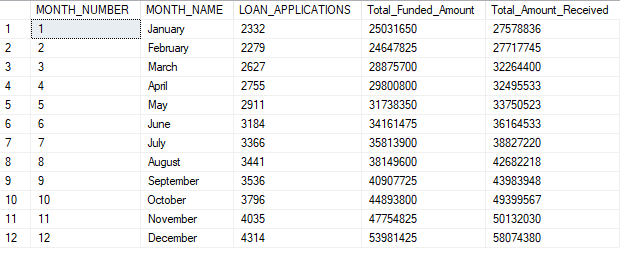 MONTH_NUMBER MONTH_NAME LOAN_APPLICATIONS Total_Funded_Amount Total_Amount_Received
1 1 January 2332 25031650 27578836
2 2 February 2279 24647825 27717745
3 3 March 2627 28875700 32264400
4 4 April 2755 29800800 32495533
5 5 May 2911 31738350 33750523
6 6 June 3184 34161475 36164533
7 7 July 3366 35813900 38827220
8 8 August 3441 38149600 42682218
9 9 September 3536 40907725 43983948
10 10 October 3796 44893800 49399567
11 11 November 4035 47754825 50132030
12 12 December 4314 53981425 58074380